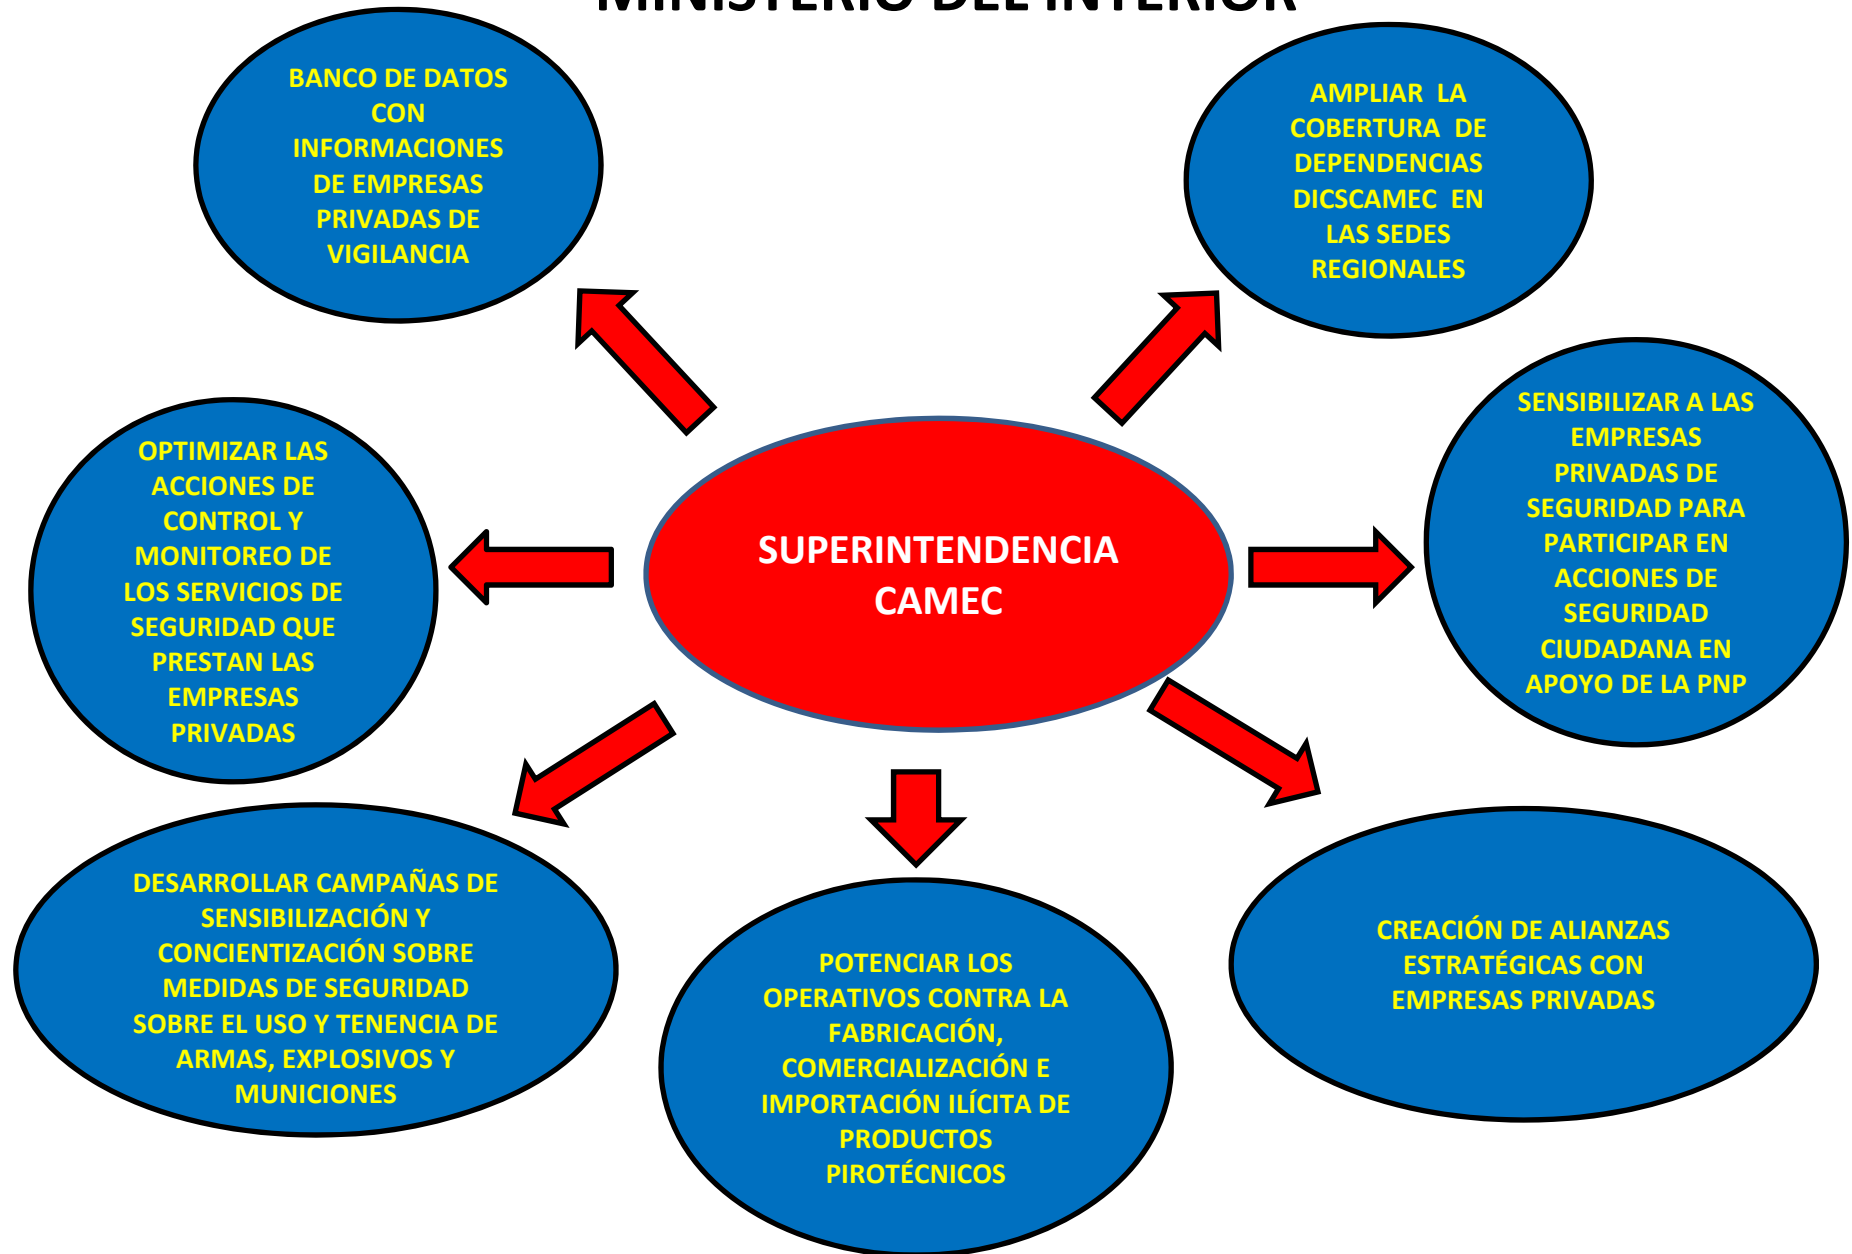 MINISTERIO DEL INTERIOR
BANCO DE DATOS
CON
INFORMACIONES
DE EMPRESAS
PRIVADAS DE
VIGILANCIA
AMPLIAR LA
COBERTURA DE
DEPENDENCIAS
DICSCAMEC EN
LAS SEDES
REGIONALES
OPTIMIZAR LAS
ACCIONES DE
CONTROL Y
MONITOREO DE
LOS SERVICIOS DE
SEGURIDAD QUE
PRESTAN LAS
EMPRESAS
PRIVADAS
SUPERINTENDENCIA
CAMEC
SENSIBILIZAR A LAS
EMPRESAS
PRIVADAS DE
SEGURIDAD PARA
PARTICIPAR EN
ACCIONES DE
SEGURIDAD
CIUDADANA EN
APOYO DE LA PNP
DESARROLLAR CAMPAÑAS DE
SENSIBILIZACIÓN Y
CONCIENTIZACIÓN SOBRE
MEDIDAS DE SEGURIDAD
SOBRE EL USO Y TENENCIA DE
ARMAS, EXPLOSIVOS Y
MUNICIONES
POTENCIAR LOS
OPERATIVOS CONTRA LA
FABRICACIÓN,
COMERCIALIZACIÓN E
IMPORTACIÓN ILÍCITA DE
PRODUCTOS
PIROTÉCNICOS
CREACIÓN DE ALIANZAS
ESTRATÉGICAS CON
EMPRESAS PRIVADAS